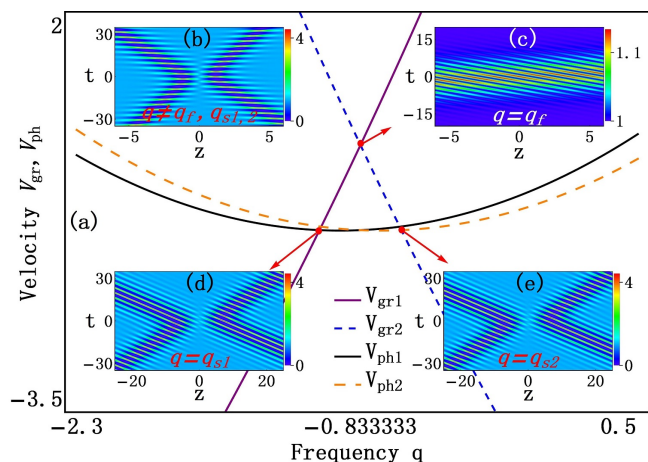 2
Velocity V_gr, V_ph
-3.5
(a)
-2.3
-0.833333
0.5
Frequency q
(b)
30
t 0
-30
-5 0 5
z
4
0
q≠q_f, q_s1,2
(c)
15
t 0
-15
-5 0 5
z
1.1
1
q=q_f
(d)
30
t 0
-30
-20 0 20
z
4
0
q=q_s1
(e)
30
t 0
-30
-20 0 20
z
4
0
q=q_s2
V_gr1
V_gr2
V_ph1
V_ph2